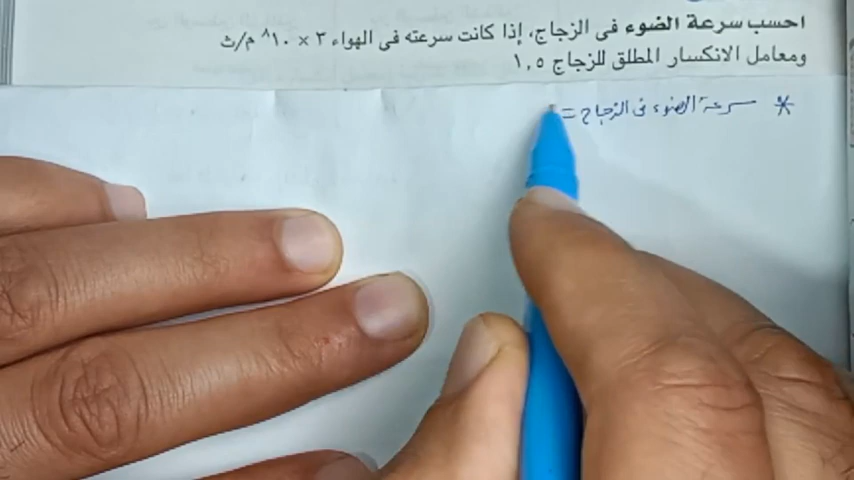 احسب سرعة الضوء فى الزجاج، إذا كانت سرعته فى الهواء ٣ × ١٠^٨ م/ث
ومعامل الانكسار المطلق للزجاج ١,٥
* سرعة الضوء فى الزجاج =